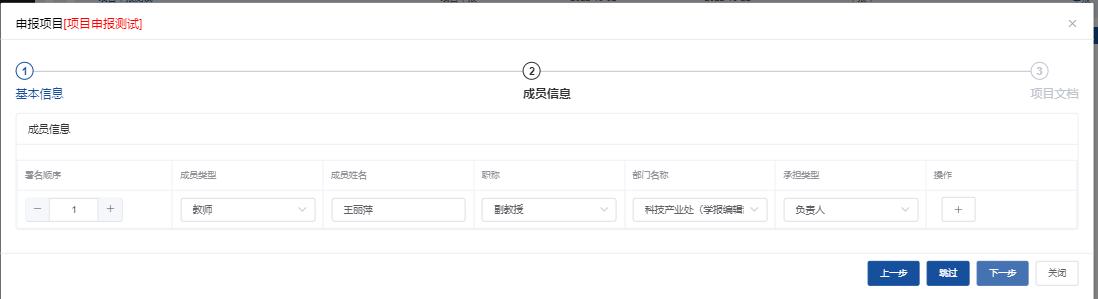 申报项目[项目申报测试]
1
2
3
基本信息
成员信息
项目文档
成员信息
署名顺序 成员类型 成员姓名 职称 部门名称 承担类型 操作
1 教师 王丽萍 副教授 科技产业处（学报编辑 负责人 +
上一步 跳过 下一步 关闭